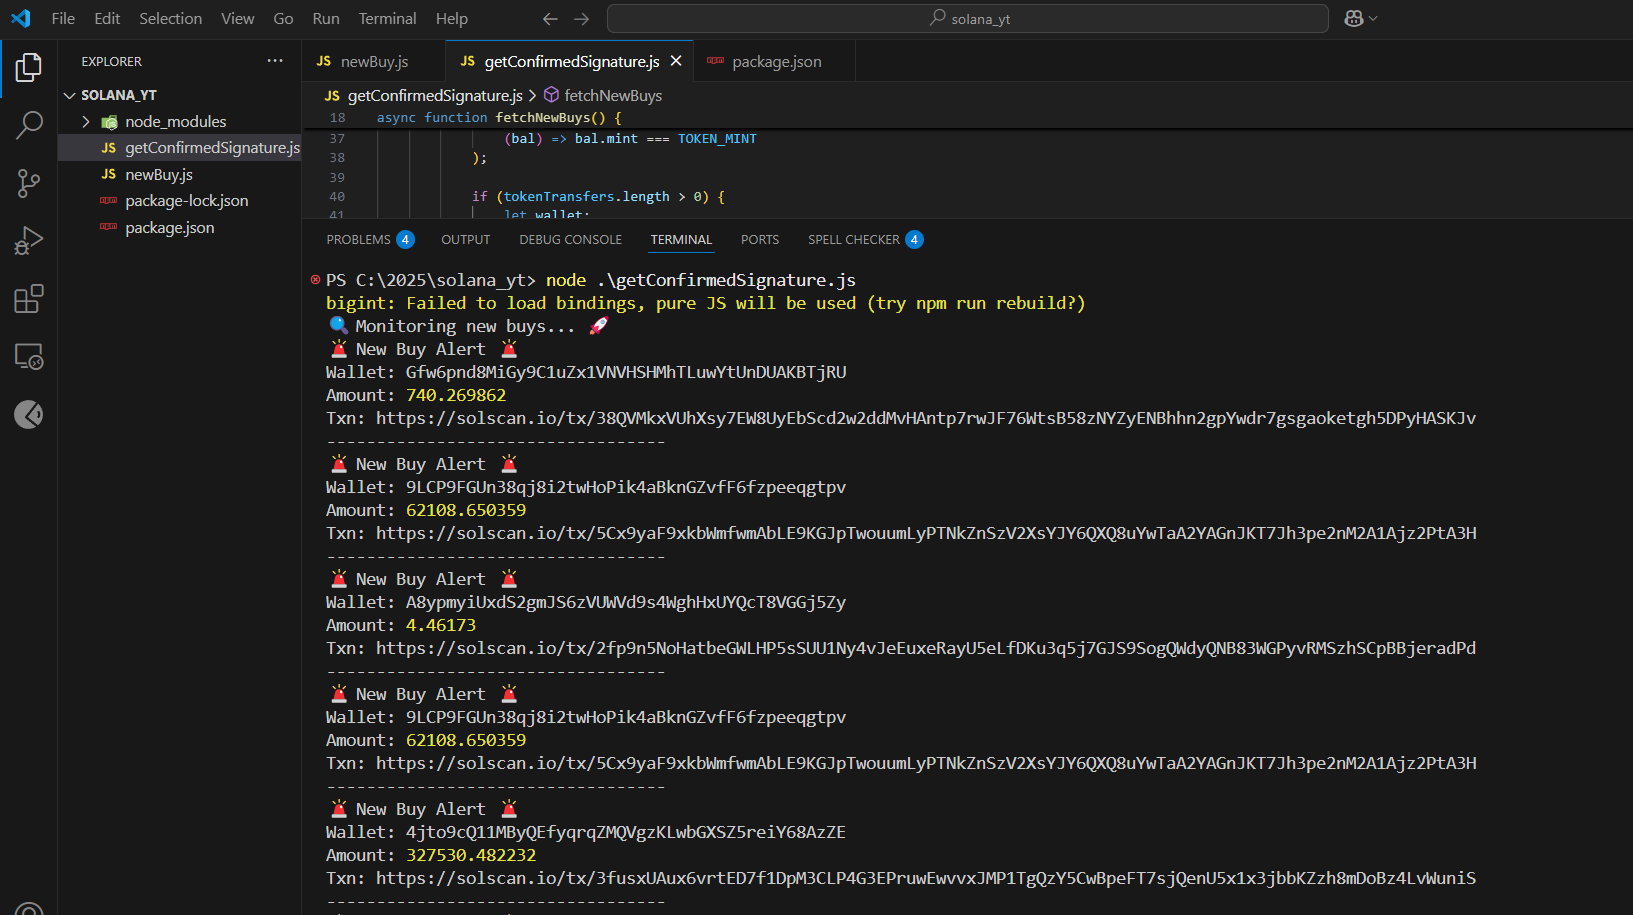 File Edit Selection View Go Run Terminal Help
solana_yt
EXPLORER
SOLANA_YT
node_modules
JS getConfirmedSignature.js
JS newBuy.js
package-lock.json
package.json
JS newBuy.js
JS getConfirmedSignature.js
package.json
JS getConfirmedSignature.js > fetchNewBuys
18 async function fetchNewBuys() {
37 (bal) => bal.mint === TOKEN_MINT
38 );
39
40 if (tokenTransfers.length > 0) {
41 let wallet;
PROBLEMS 4 OUTPUT DEBUG CONSOLE TERMINAL PORTS SPELL CHECKER 4
PS C:\2025\solana_yt> node .\getConfirmedSignature.js
bigint: Failed to load bindings, pure JS will be used (try npm run rebuild?)
🔍 Monitoring new buys... 🚀
🚨 New Buy Alert 🚨
Wallet: Gfw6pnd8MiGy9C1uZx1VNVHSHMhTLuwYtUnDUAKBTjRU
Amount: 740.269862
Txn: https://solscan.io/tx/38QVMkxVUhXsy7EW8UyEbScd2w2ddMvHAntp7rwJF76WtsB58zNYZyENBhhn2gpYwdr7gsgaoketgh5DPyHASKJv
----------------------------------
🚨 New Buy Alert 🚨
Wallet: 9LCP9FGUn38qj8i2twHoPik4aBknGZvfF6fzpeeqgtpv
Amount: 62108.650359
Txn: https://solscan.io/tx/5Cx9yaF9xkbWmfwmAbLE9KGJpTwouumLyPTNkZnSzV2XsYJY6QXQ8uYwTaA2YAGnJKT7Jh3pe2nM2A1Ajz2PtA3H
----------------------------------
🚨 New Buy Alert 🚨
Wallet: A8ypmyiUxdS2gmJS6zVUWVd9s4WghHxUYQcT8VGGj5Zy
Amount: 4.46173
Txn: https://solscan.io/tx/2fp9n5NoHatbeGWLHP5sSUU1Ny4vJeEuxeRayU5eLfDKu3q5j7GJS9SogQWdyQNB83WGPyvRMSzhSCpBBjeradPd
----------------------------------
🚨 New Buy Alert 🚨
Wallet: 9LCP9FGUn38qj8i2twHoPik4aBknGZvfF6fzpeeqgtpv
Amount: 62108.650359
Txn: https://solscan.io/tx/5Cx9yaF9xkbWmfwmAbLE9KGJpTwouumLyPTNkZnSzV2XsYJY6QXQ8uYwTaA2YAGnJKT7Jh3pe2nM2A1Ajz2PtA3H
----------------------------------
🚨 New Buy Alert 🚨
Wallet: 4jto9cQ11MByQEfyqrqZMQVgzKLwbGXSZ5reiY68AzZE
Amount: 327530.482232
Txn: https://solscan.io/tx/3fusxUAux6vrtED7f1DpM3CLP4G3EPruwEwvvxJMP1TgQzY5CwBpeFT7sjQenU5x1x3jbbKZzh8mDoBz4LvWuniS
----------------------------------